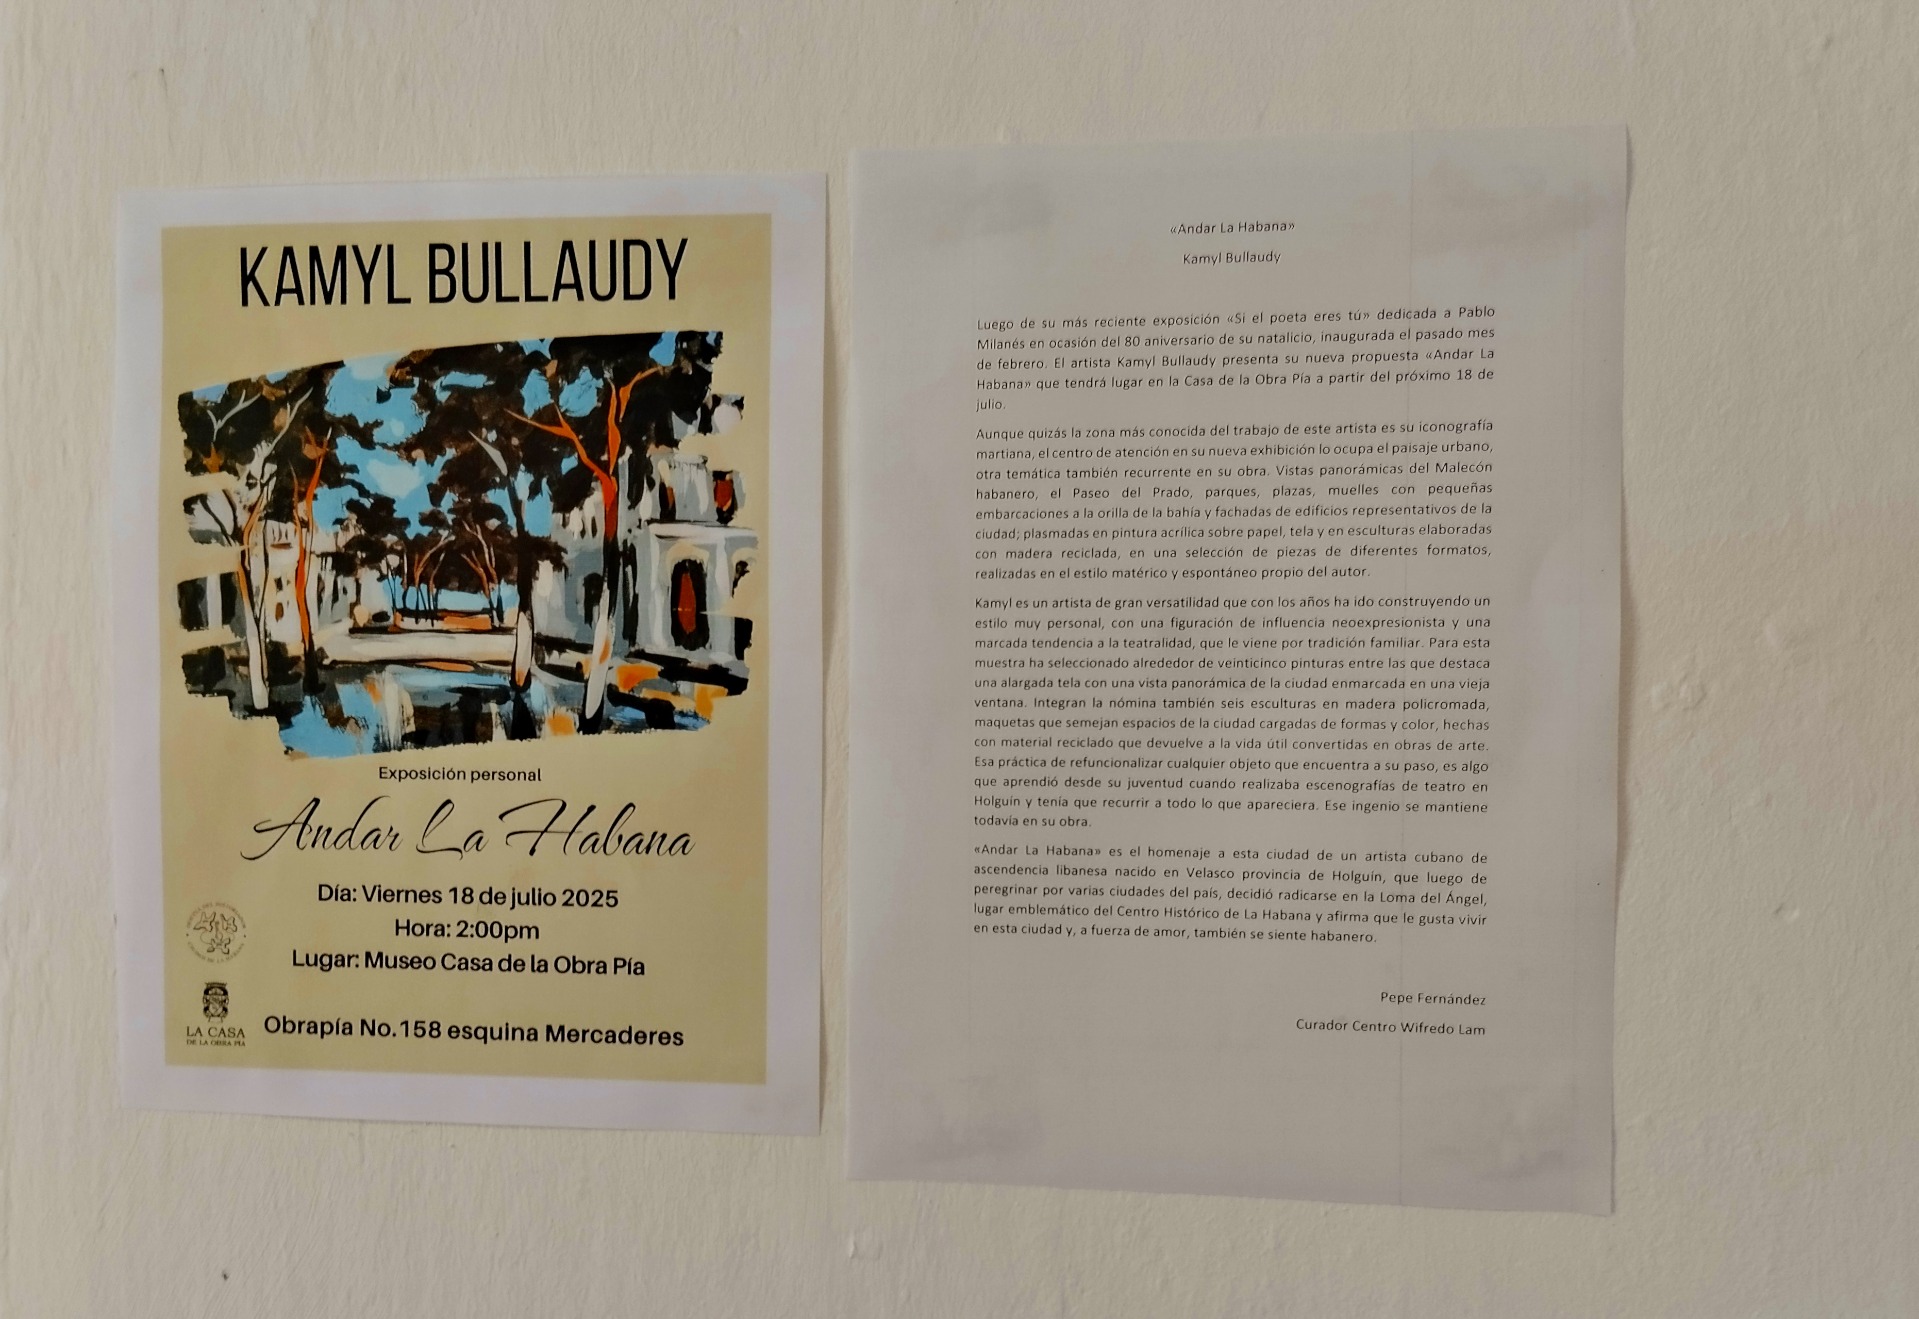 KAMYL BULLAUDY
Exposición personal
Andar La Habana
Día: Viernes 18 de julio 2025
Hora: 2:00pm
Lugar: Museo Casa de la Obra Pía
LA CASA
DE LA OBRA PÍA
Obrapía No.158 esquina Mercaderes
«Andar La Habana»
Kamyl Bullaudy
Luego de su más reciente exposición «Si el poeta eres tú» dedicada a Pablo
Milanés en ocasión del 80 aniversario de su natalicio, inaugurada el pasado mes
de febrero. El artista Kamyl Bullaudy presenta su nueva propuesta «Andar La
Habana» que tendrá lugar en la Casa de la Obra Pía a partir del próximo 18 de
julio.
Aunque quizás la zona más conocida del trabajo de este artista es su iconografía
martiana, el centro de atención en su nueva exhibición lo ocupa el paisaje urbano,
otra temática también recurrente en su obra. Vistas panorámicas del Malecón
habanero, el Paseo del Prado, parques, plazas, muelles con pequeñas
embarcaciones a la orilla de la bahía y fachadas de edificios representativos de la
ciudad; plasmadas en pintura acrílica sobre papel, tela y en esculturas elaboradas
con madera reciclada, en una selección de piezas de diferentes formatos,
realizadas en el estilo matérico y espontáneo propio del autor.
Kamyl es un artista de gran versatilidad que con los años ha ido construyendo un
estilo muy personal, con una figuración de influencia neoexpresionista y una
marcada tendencia a la teatralidad, que le viene por tradición familiar. Para esta
muestra ha seleccionado alrededor de veinticinco pinturas entre las que destaca
una alargada tela con una vista panorámica de la ciudad enmarcada en una vieja
ventana. Integran la nómina también seis esculturas en madera policromada,
maquetas que semejan espacios de la ciudad cargadas de formas y color, hechas
con material reciclado que devuelve a la vida útil convertidas en obras de arte.
Esa práctica de refuncionalizar cualquier objeto que encuentra a su paso, es algo
que aprendió desde su juventud cuando realizaba escenografías de teatro en
Holguín y tenía que recurrir a todo lo que apareciera. Ese ingenio se mantiene
todavía en su obra.
«Andar La Habana» es el homenaje a esta ciudad de un artista cubano de
ascendencia libanesa nacido en Velasco provincia de Holguín, que luego de
peregrinar por varias ciudades del país, decidió radicarse en la Loma del Ángel,
lugar emblemático del Centro Histórico de La Habana y afirma que le gusta vivir
en esta ciudad y, a fuerza de amor, también se siente habanero.
Pepe Fernández
Curador Centro Wifredo Lam